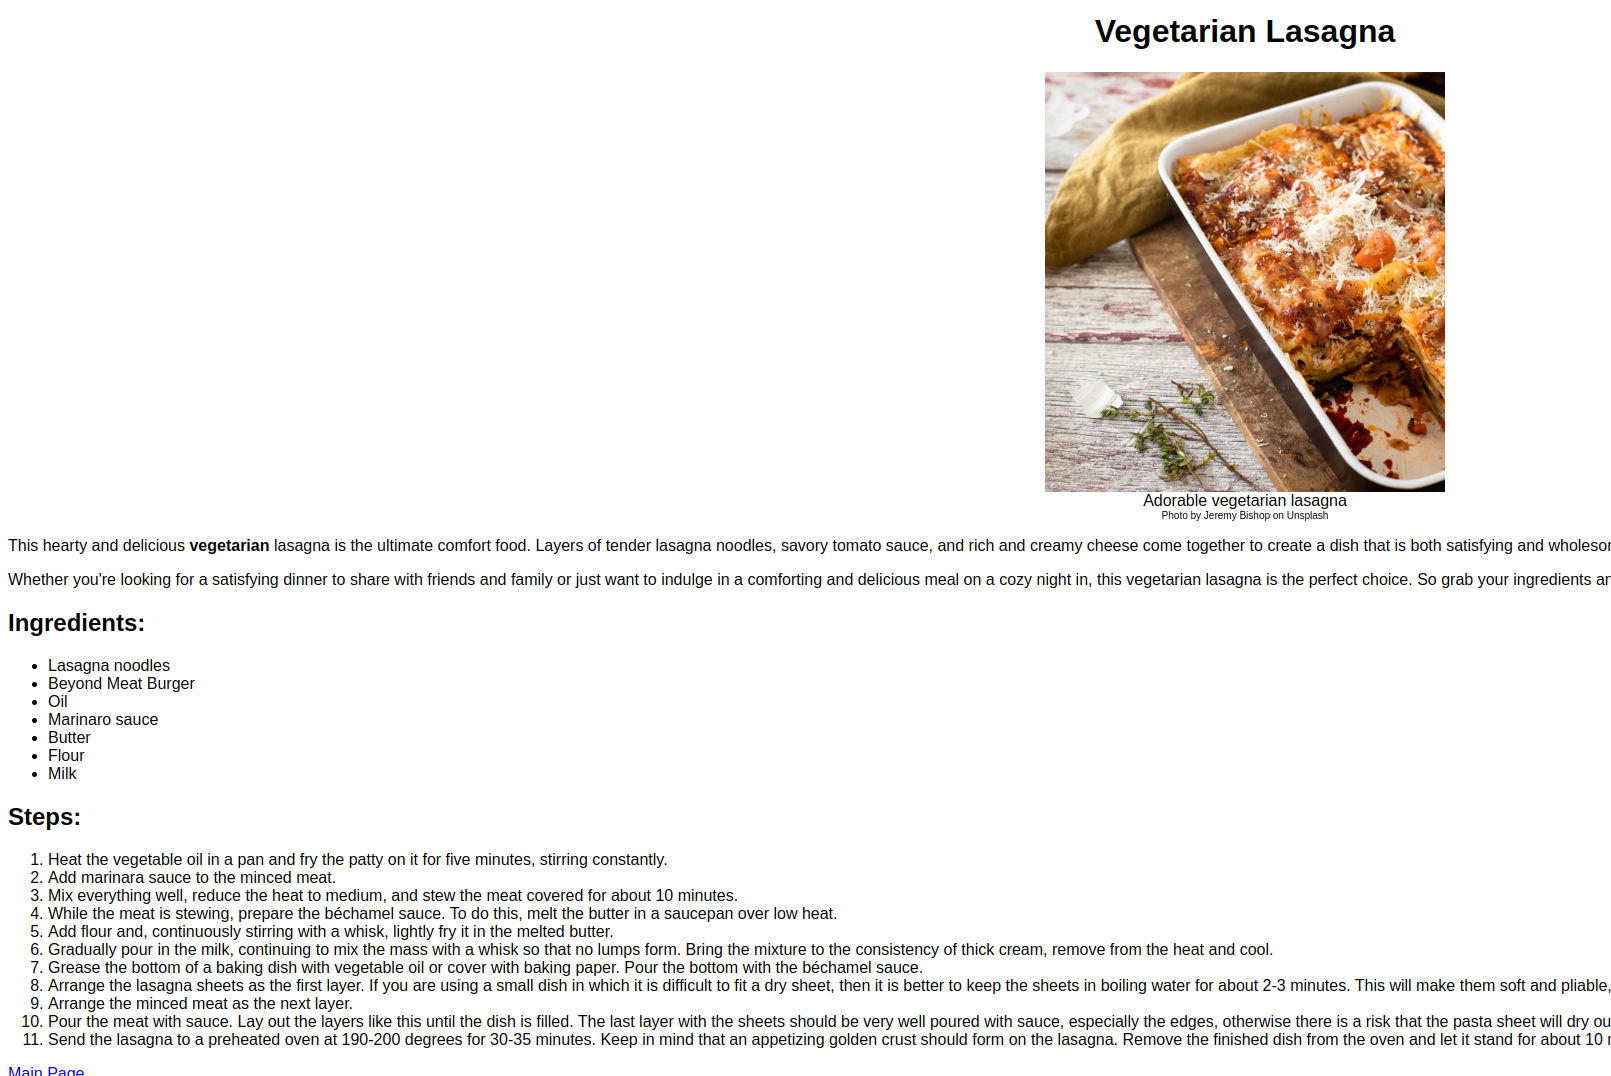 Vegetarian Lasagna
Adorable vegetarian lasagna
Photo by Jeremy Bishop on Unsplash
This hearty and delicious vegetarian lasagna is the ultimate comfort food. Layers of tender lasagna noodles, savory tomato sauce, and rich and creamy cheese come together to create a dish that is both satisfying and
Whether you're looking for a satisfying dinner to share with friends and family or just want to indulge in a comforting and delicious meal on a cozy night in, this vegetarian lasagna is the perfect choice. So grab your ingredients
Ingredients:
• Lasagna noodles
• Beyond Meat Burger
• Oil
• Marinaro sauce
• Butter
• Flour
• Milk
Steps:
1. Heat the vegetable oil in a pan and fry the patty on it for five minutes, stirring constantly.
2. Add marinara sauce to the minced meat.
3. Mix everything well, reduce the heat to medium, and stew the meat covered for about 10 minutes.
4. While the meat is stewing, prepare the béchamel sauce. To do this, melt the butter in a saucepan over low heat.
5. Add flour and, continuously stirring with a whisk, lightly fry it in the melted butter.
6. Gradually pour in the milk, continuing to mix the mass with a whisk so that no lumps form. Bring the mixture to the consistency of thick cream, remove from the heat and cool.
7. Grease the bottom of a baking dish with vegetable oil or cover with baking paper. Pour the bottom with the béchamel sauce.
8. Arrange the lasagna sheets as the first layer. If you are using a small dish in which it is difficult to fit a dry sheet, then it is better to keep the sheets in boiling water for about 2-3 minutes. This will make them soft and pliable,
9. Arrange the minced meat as the next layer.
10. Pour the meat with sauce. Lay out the layers like this until the dish is filled. The last layer with the sheets should be very well poured with sauce, especially the edges, otherwise there is a risk that the pasta sheet will dry
11. Send the lasagna to a preheated oven at 190-200 degrees for 30-35 minutes. Keep in mind that an appetizing golden crust should form on the lasagna. Remove the finished dish from the oven and let it stand for about 10
Main Page